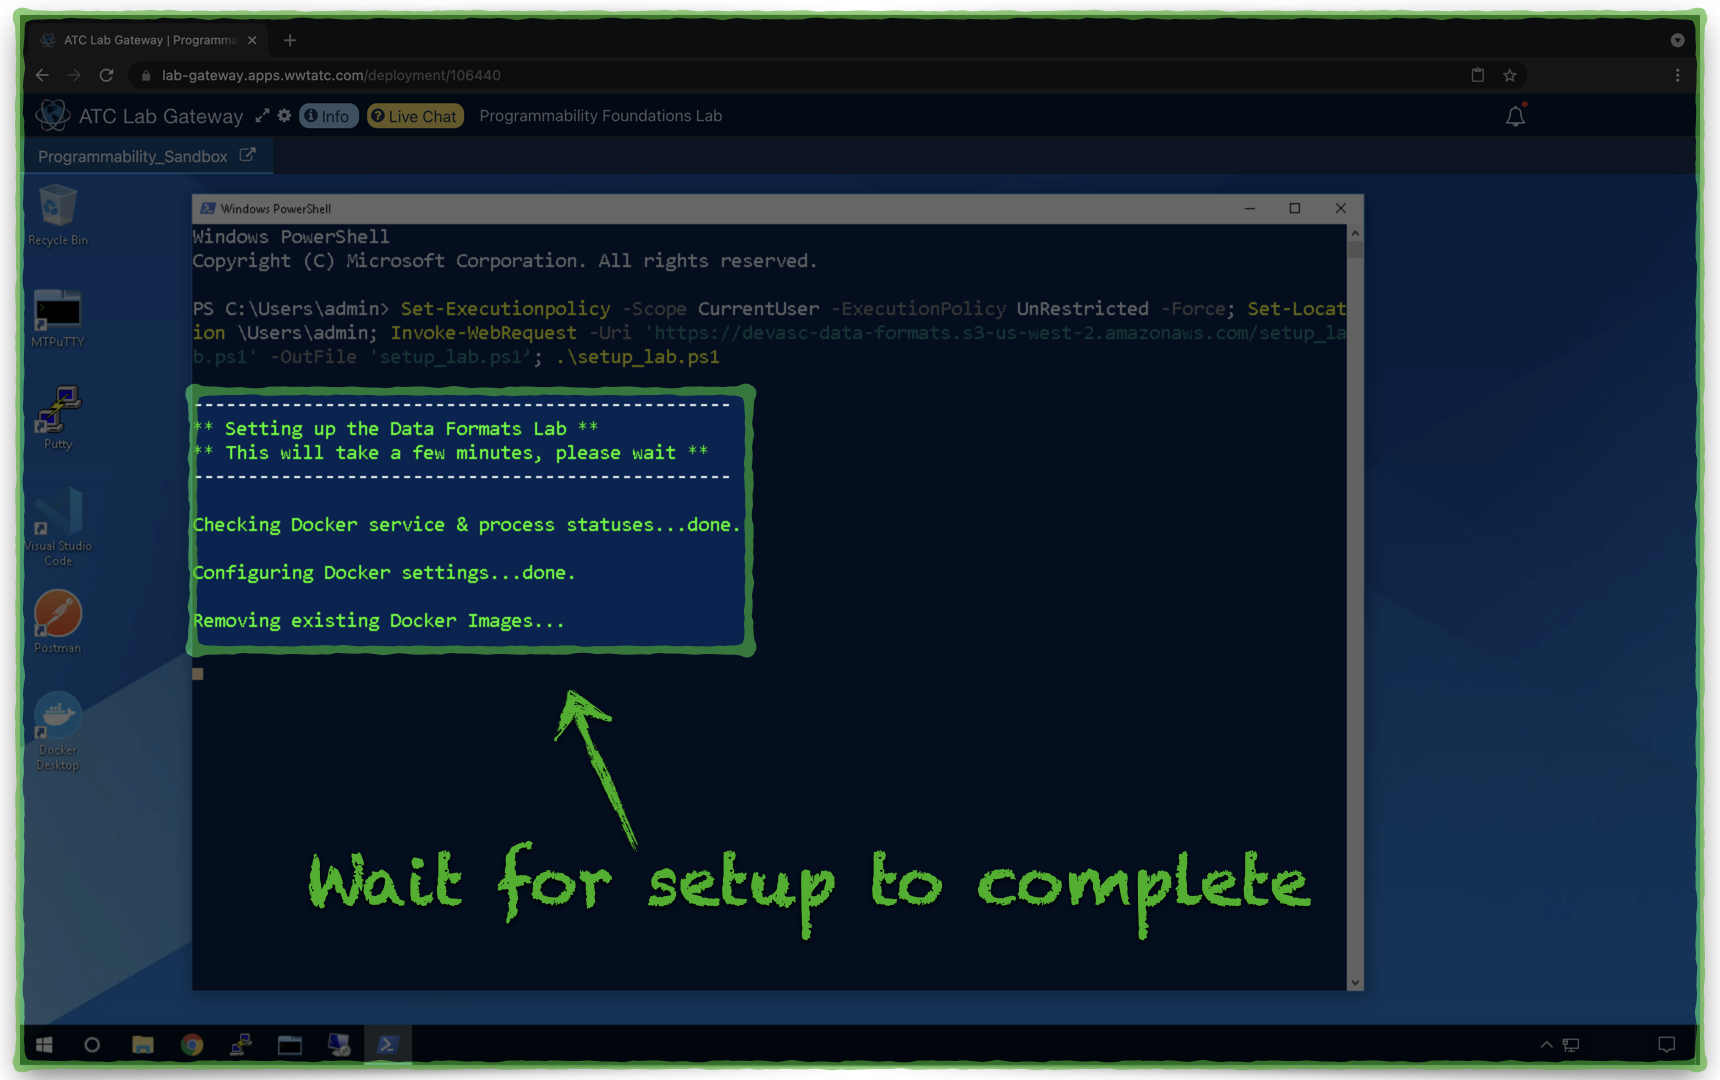 ATC Lab Gateway | Programma
lab-gateway.apps.wwtatc.com/deployment/106440
ATC Lab Gateway Info Live Chat Programmability Foundations Lab
Programmability_Sandbox
Recycle Bin
MTPuTTY
Putty
Visual Studio
Code
Postman
Docker
Desktop
Windows PowerShell
Windows PowerShell
Copyright (C) Microsoft Corporation. All rights reserved.
PS C:\Users\admin> Set-Executionpolicy -Scope CurrentUser -ExecutionPolicy UnRestricted -Force; Set-Locat
ion \Users\admin; Invoke-WebRequest -Uri 'https://devasc-data-formats.s3-us-west-2.amazonaws.com/setup_la
b.ps1' -OutFile 'setup_lab.ps1'; .\setup_lab.ps1
-------------------------------------------------
** Setting up the Data Formats Lab **
** This will take a few minutes, please wait **
-------------------------------------------------
Checking Docker service & process statuses...done.
Configuring Docker settings...done.
Removing existing Docker Images...
Wait for setup to complete